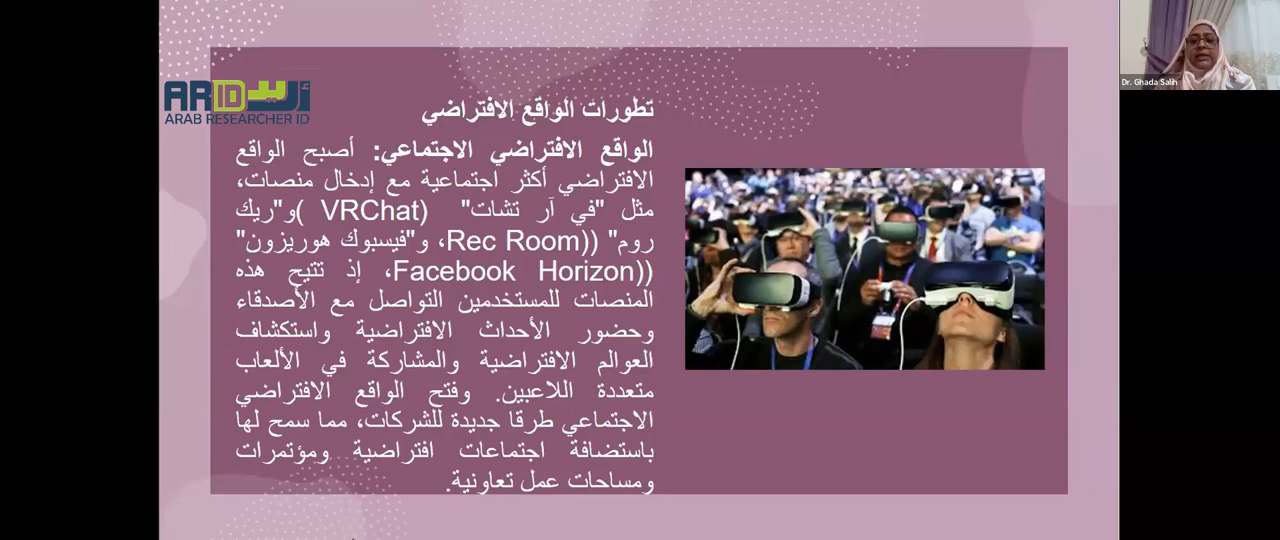 ARID أريد
ARAB RESEARCHER ID
تطورات الواقع الافتراضي
الواقع الافتراضي الاجتماعي: أصبح الواقع
الافتراضي أكثر اجتماعية مع إدخال منصات،
مثل "في آر تشات" (VRChat )و"ريك
روم" ((Rec Room، و"فيسبوك هوريزون"
((Facebook Horizon، إذ تتيح هذه
المنصات للمستخدمين التواصل مع الأصدقاء
وحضور الأحداث الافتراضية واستكشاف
العوالم الافتراضية والمشاركة في الألعاب
متعددة اللاعبين. وفتح الواقع الافتراضي
الاجتماعي طرقا جديدة للشركات، مما سمح لها
باستضافة اجتماعات افتراضية ومؤتمرات
ومساحات عمل تعاونية.
Dr. Ghada Salih